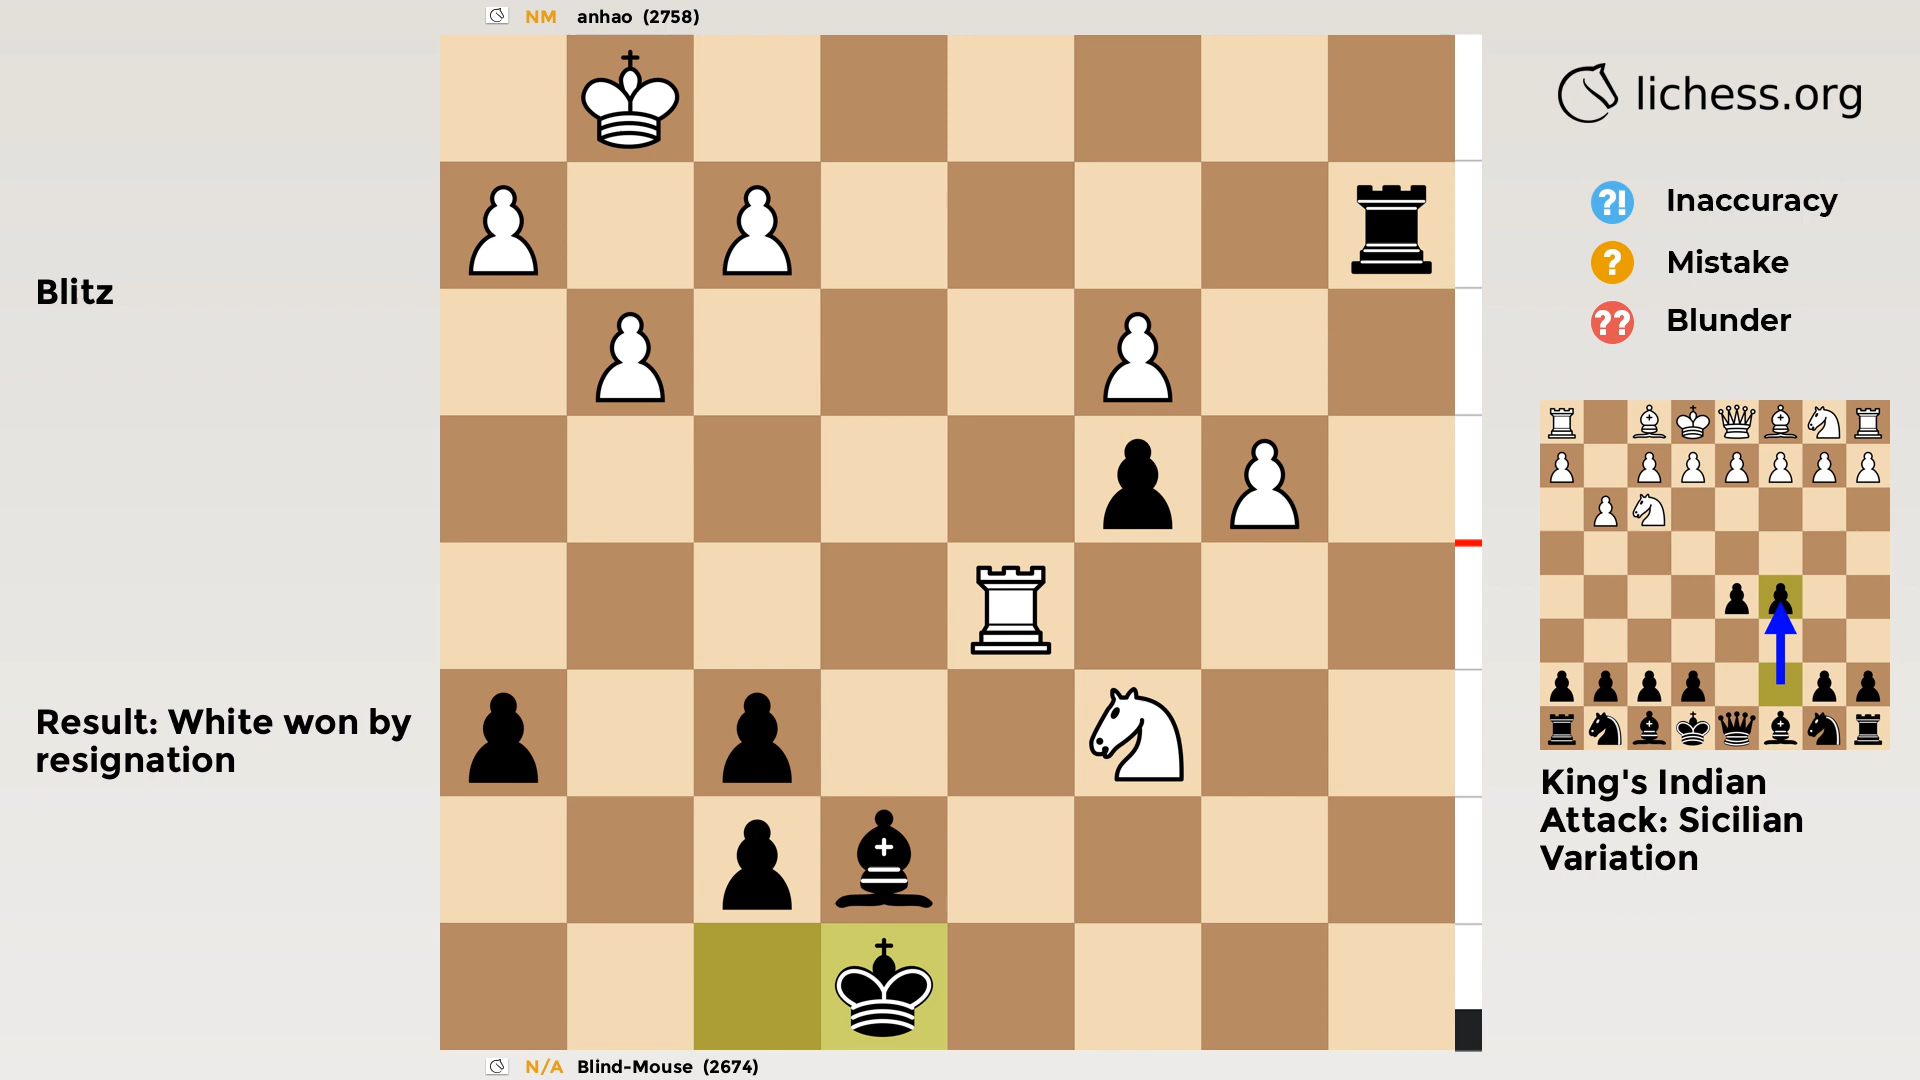 NM anhao (2758)
lichess.org
?! Inaccuracy
? Mistake
?? Blunder
Blitz
Result: White won by
resignation
King's Indian
Attack: Sicilian
Variation
N/A Blind-Mouse (2674)